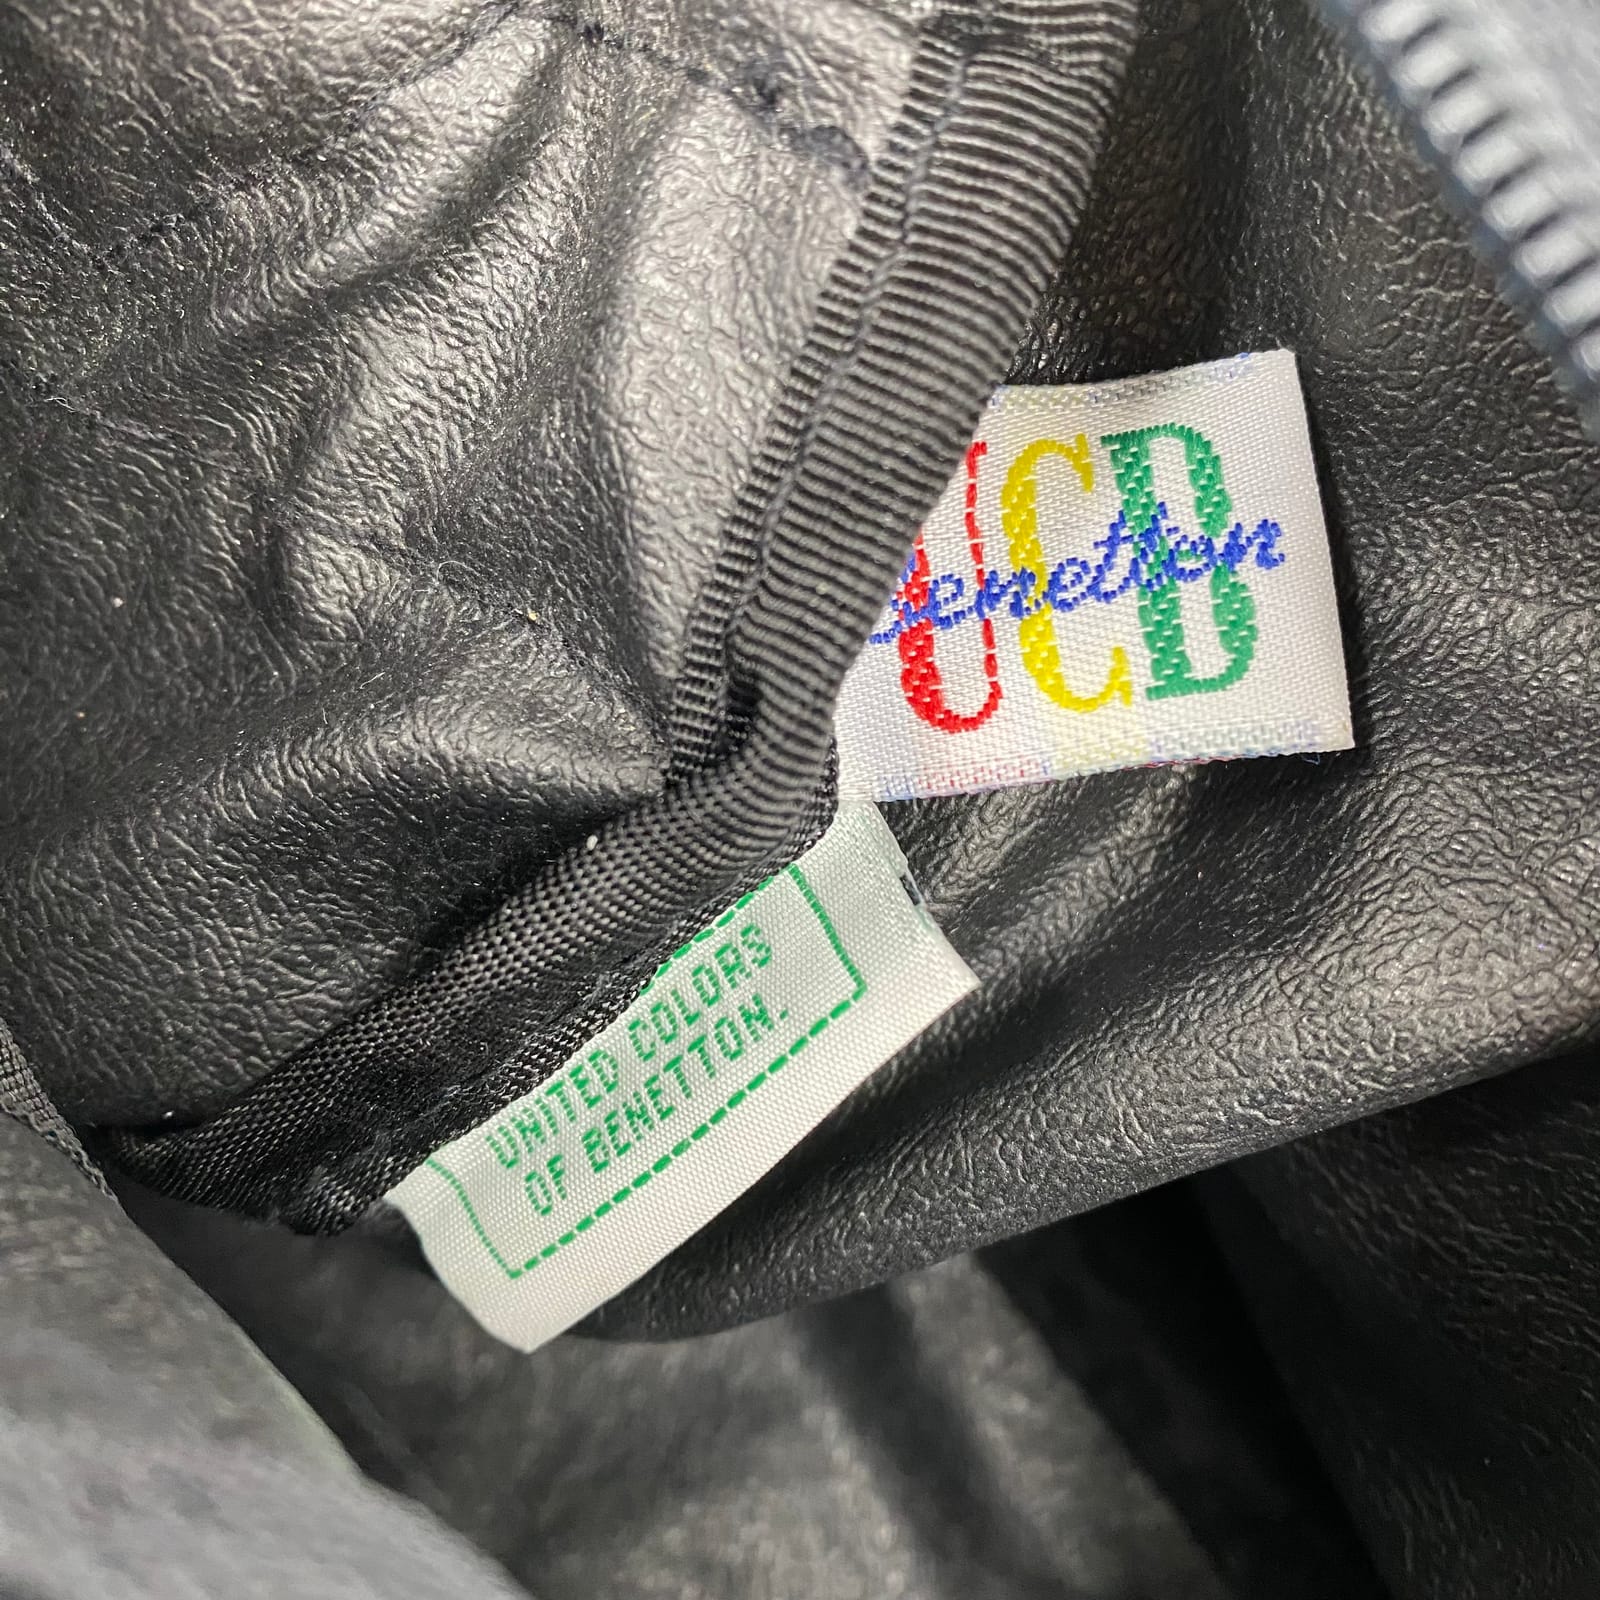 UCB
Benetton
UNITED COLORS
OF BENETTON.